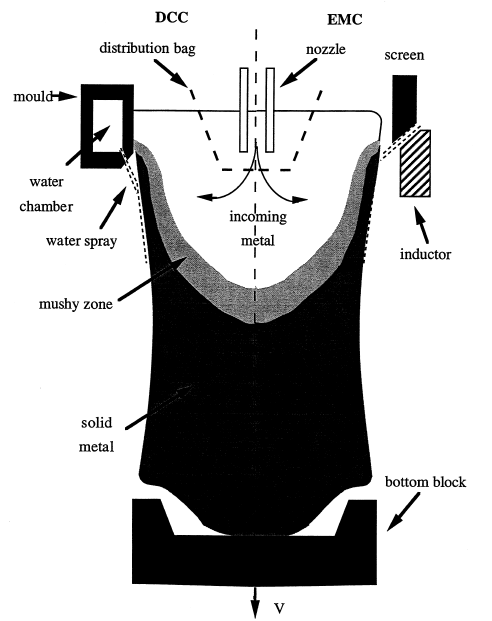 DCC
EMC
distribution bag
nozzle
screen
mould
water
chamber
incoming
metal
water spray
inductor
mushy zone
solid
metal
bottom block
V